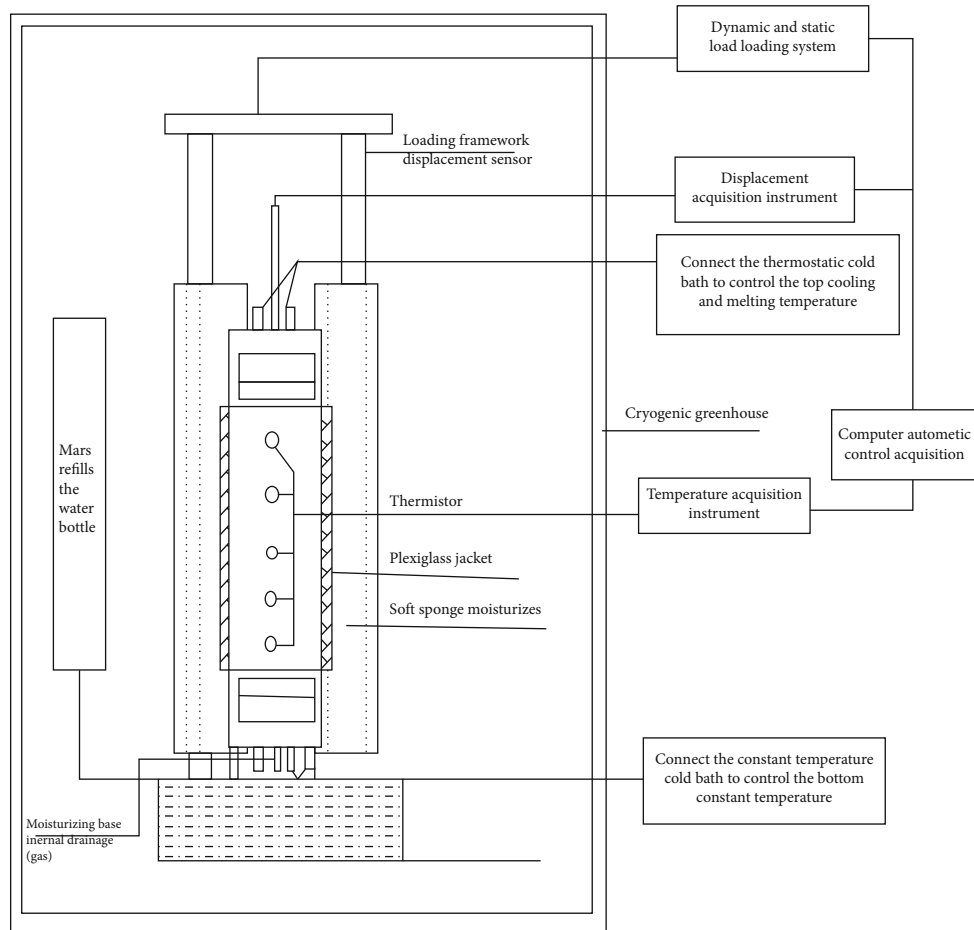 Dynamic and static
load loading system
Loading framework
displacement sensor
Displacement
acquisition instrument
Connect the thermostatic cold
bath to control the top cooling
and melting temperature
Mars
refills
the
water
bottle
Cryogenic greenhouse
Computer autometic
control acquisition
Thermistor
Temperature acquisition
instrument
Plexiglass jacket
Soft sponge moisturizes
Connect the constant temperature
cold bath to control the bottom
constant temperature
Moisturizing base
inernal drainage
(gas)